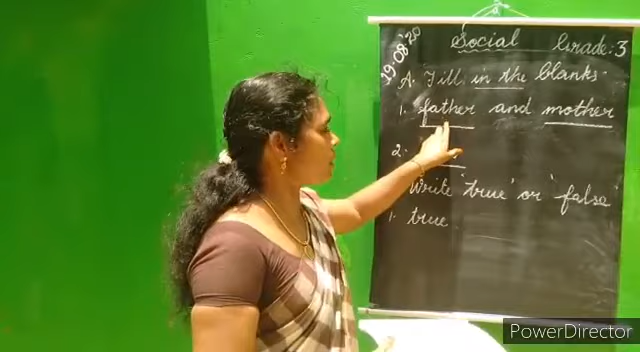 19-08'20
Social Grade:3
A. Fill in the blanks.
1. father and mother
2.
Write 'true' or 'false'
1. true
PowerDirector